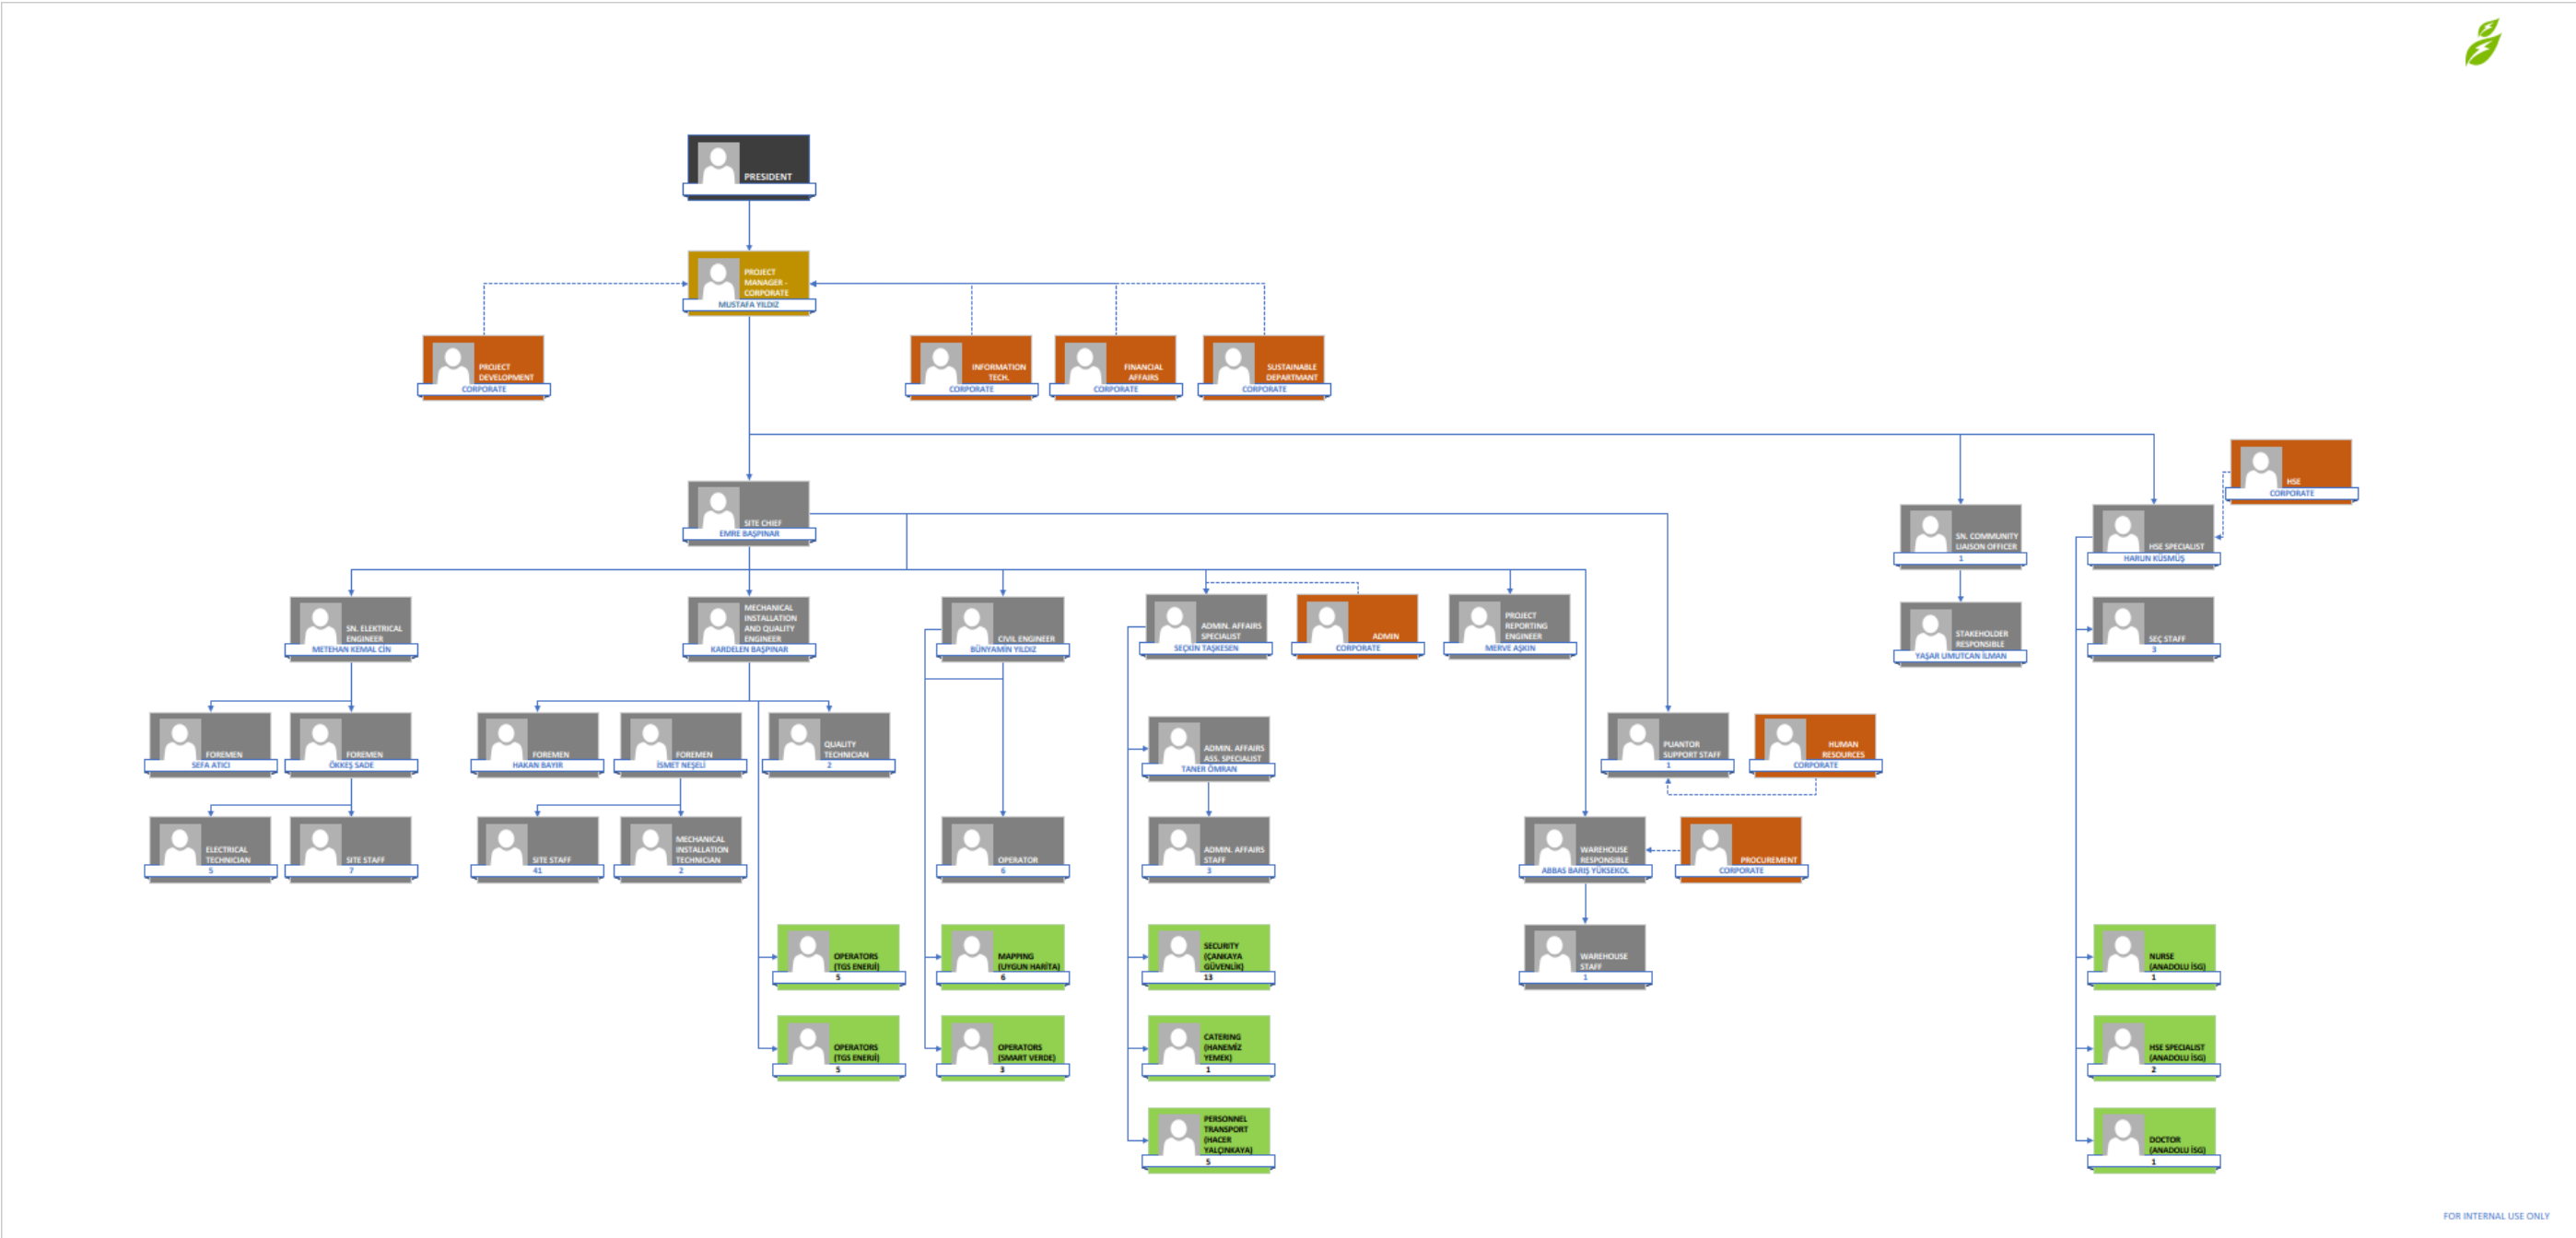 PRESIDENT
PROJECT
MANAGER -
CORPORATE
MUSTAFA YILDIZ
PROJECT
DEVELOPMENT
CORPORATE
INFORMATION
TECH.
CORPORATE
FINANCIAL
AFFAIRS
CORPORATE
SUSTAINABLE
DEPARTMANT
CORPORATE
HSE
CORPORATE
SITE CHIEF
EMRE BAŞPINAR
SN. COMMUNITY
LIAISON OFFICER
1
HSE SPECIALIST
HARUN KÜSMÜŞ
SN. ELEKTRICAL
ENGINEER
METEHAN KEMAL CİN
MECHANICAL
INSTALLATION
AND QUALITY
ENGINEER
KARDELEN BAŞPINAR
CIVIL ENGINEER
BÜNYAMİN YILDIZ
ADMIN. AFFAIRS
SPECIALIST
SEÇKİN TAŞKESEN
ADMIN
CORPORATE
PROJECT
REPORTING
ENGINEER
MERVE AŞKIN
STAKEHOLDER
RESPONSIBLE
YAŞAR UMUTCAN İLMAN
SEÇ STAFF
3
FOREMEN
SEFA ATICI
FOREMEN
ÖKKEŞ SADE
FOREMEN
HAKAN BAYIR
FOREMEN
İSMET NEŞELİ
QUALITY
TECHNICIAN
2
ADMIN. AFFAIRS
ASS. SPECIALIST
TANER ÖMRAN
PUANTOR
SUPPORT STAFF
1
HUMAN
RESOURCES
CORPORATE
ELECTRICAL
TECHNICIAN
5
SITE STAFF
7
SITE STAFF
41
MECHANICAL
INSTALLATION
TECHNICIAN
2
OPERATOR
6
ADMIN. AFFAIRS
STAFF
3
WAREHOUSE
RESPONSIBLE
ABBAS BARIŞ YÜKSEKOL
PROCUREMENT
CORPORATE
OPERATORS
(TGS ENERJİ)
5
MAPPING
(UYGUN HARİTA)
6
SECURITY
(ÇANKAYA
GÜVENLİK)
13
WAREHOUSE
STAFF
1
NURSE
(ANADOLU İSG)
1
OPERATORS
(TGS ENERJİ)
5
OPERATORS
(SMART VERDE)
3
CATERING
(HANEMİZ
YEMEK)
1
HSE SPECIALIST
(ANADOLU İSG)
2
PERSONNEL
TRANSPORT
(HACER
YALÇINKAYA)
5
DOCTOR
(ANADOLU İSG)
1
FOR INTERNAL USE ONLY